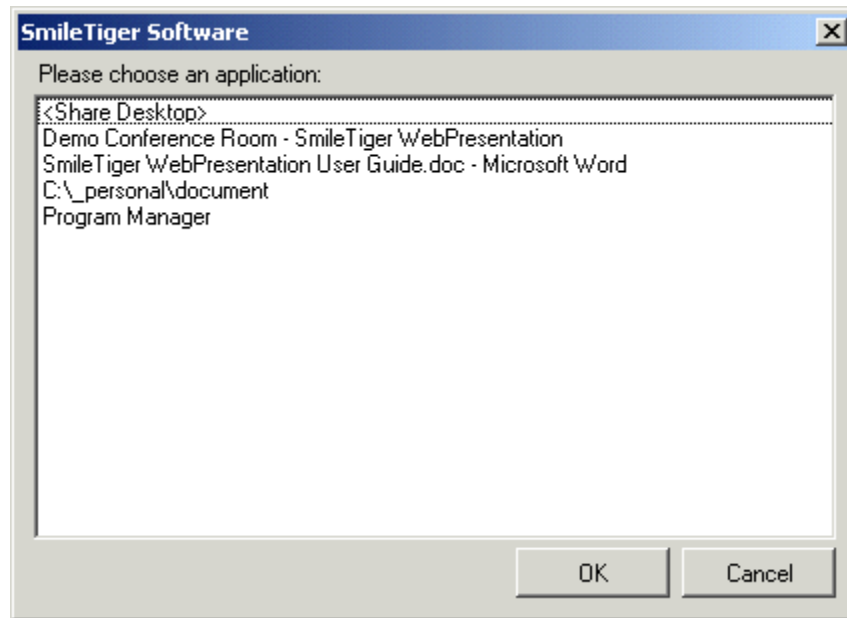 SmileTiger Software
Please choose an application:
<Share Desktop>
Demo Conference Room - SmileTiger WebPresentation
SmileTiger WebPresentation User Guide.doc - Microsoft Word
C:\_personal\document
Program Manager
OK
Cancel